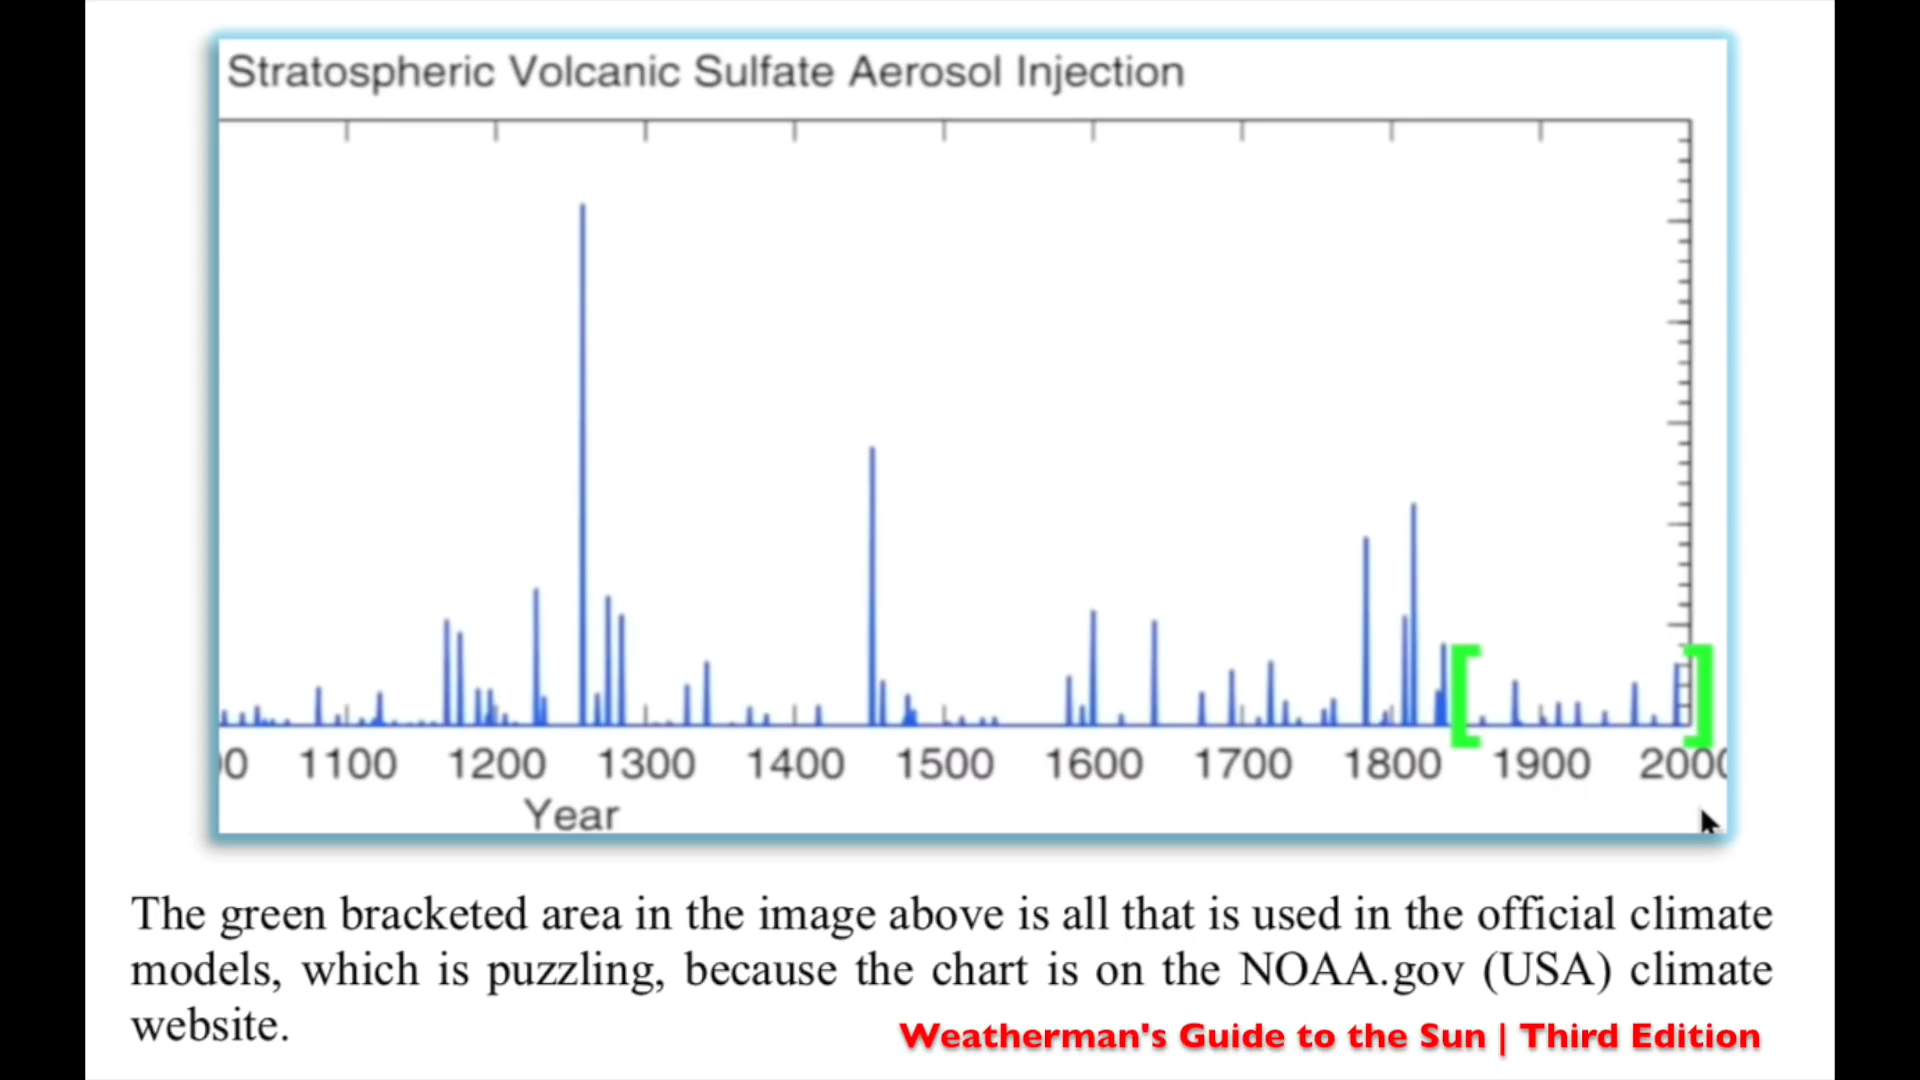 Stratospheric Volcanic Sulfate Aerosol Injection
00 1100 1200 1300 1400 1500 1600 1700 1800 1900 2000
Year
The green bracketed area in the image above is all that is used in the official climate
models, which is puzzling, because the chart is on the NOAA.gov (USA) climate
website.
Weatherman's Guide to the Sun | Third Edition